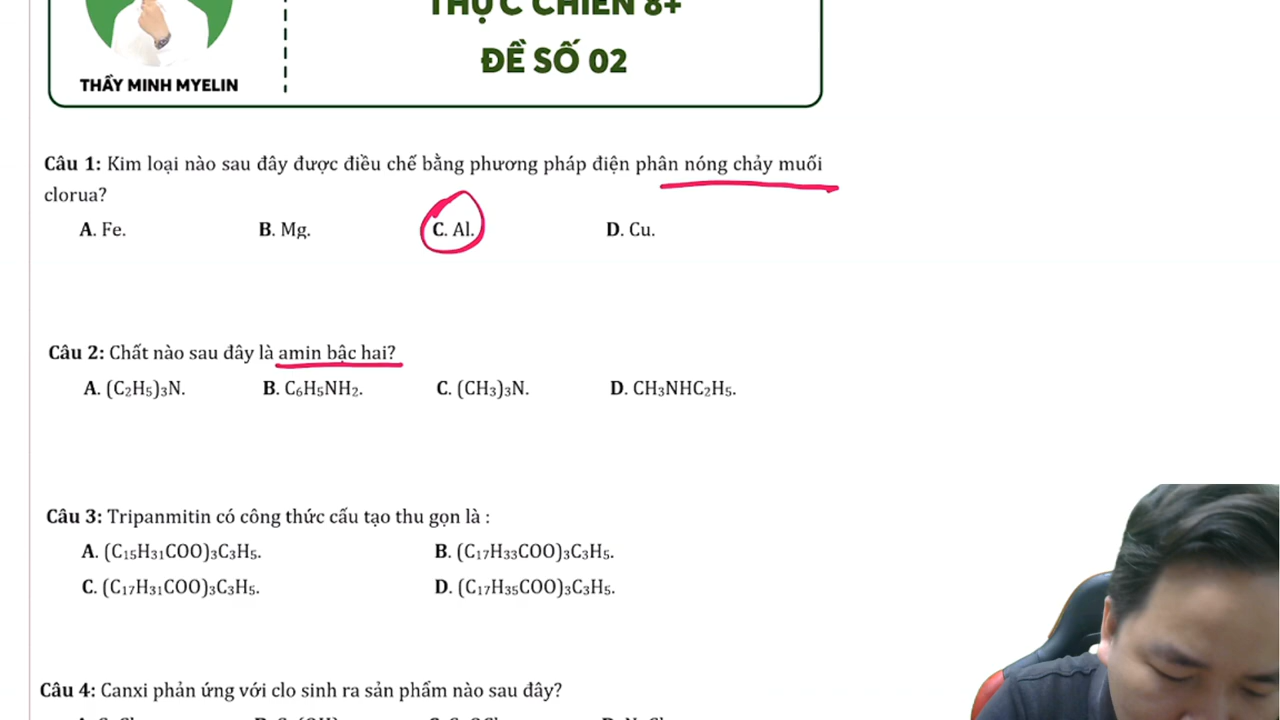 THỰC CHIẾN 8+
ĐỀ SỐ 02
THẦY MINH MYELIN
Câu 1: Kim loại nào sau đây được điều chế bằng phương pháp điện phân nóng chảy muối
clorua?
A. Fe. B. Mg. C. Al. D. Cu.
Câu 2: Chất nào sau đây là amin bậc hai?
A. (C₂H₅)₃N. B. C₆H₅NH₂. C. (CH₃)₃N. D. CH₃NHC₂H₅.
Câu 3: Tripanmitin có công thức cấu tạo thu gọn là :
A. (C₁₅H₃₁COO)₃C₃H₅. B. (C₁₇H₃₃COO)₃C₃H₅.
C. (C₁₇H₃₁COO)₃C₃H₅. D. (C₁₇H₃₅COO)₃C₃H₅.
Câu 4: Canxi phản ứng với clo sinh ra sản phẩm nào sau đây?